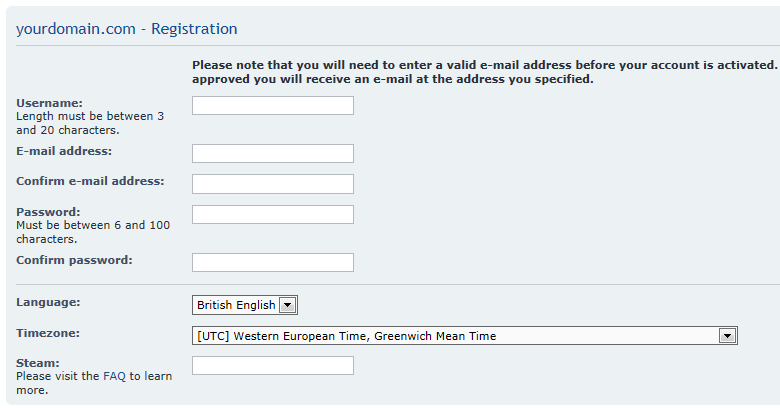 yourdomain.com - Registration
Please note that you will need to enter a valid e-mail address before your account is activated.
approved you will receive an e-mail at the address you specified.
Username:
Length must be between 3
and 20 characters.
E-mail address:
Confirm e-mail address:
Password:
Must be between 6 and 100
characters.
Confirm password:
Language:
British English
Timezone:
[UTC] Western European Time, Greenwich Mean Time
Steam:
Please visit the FAQ to learn
more.